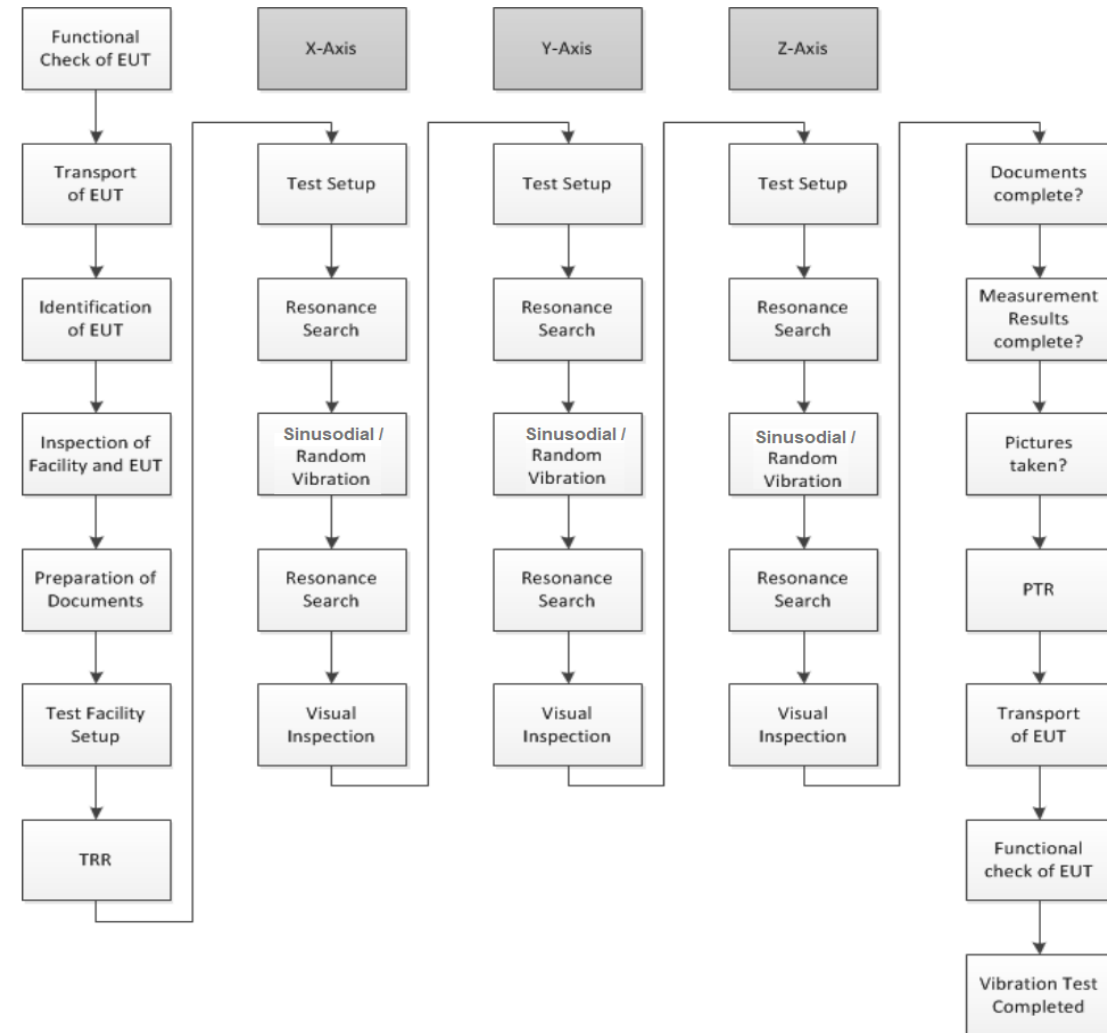 Functional
Check of EUT
Transport
of EUT
Identification
of EUT
Inspection of
Facility and EUT
Preparation of
Documents
Test Facility
Setup
TRR
X-Axis
Test Setup
Resonance
Search
Sinusodial /
Random
Vibration
Resonance
Search
Visual
Inspection
Y-Axis
Test Setup
Resonance
Search
Sinusodial /
Random
Vibration
Resonance
Search
Visual
Inspection
Z-Axis
Test Setup
Resonance
Search
Sinusodial /
Random
Vibration
Resonance
Search
Visual
Inspection
Documents
complete?
Measurement
Results
complete?
Pictures
taken?
PTR
Transport
of EUT
Functional
check of EUT
Vibration Test
Completed